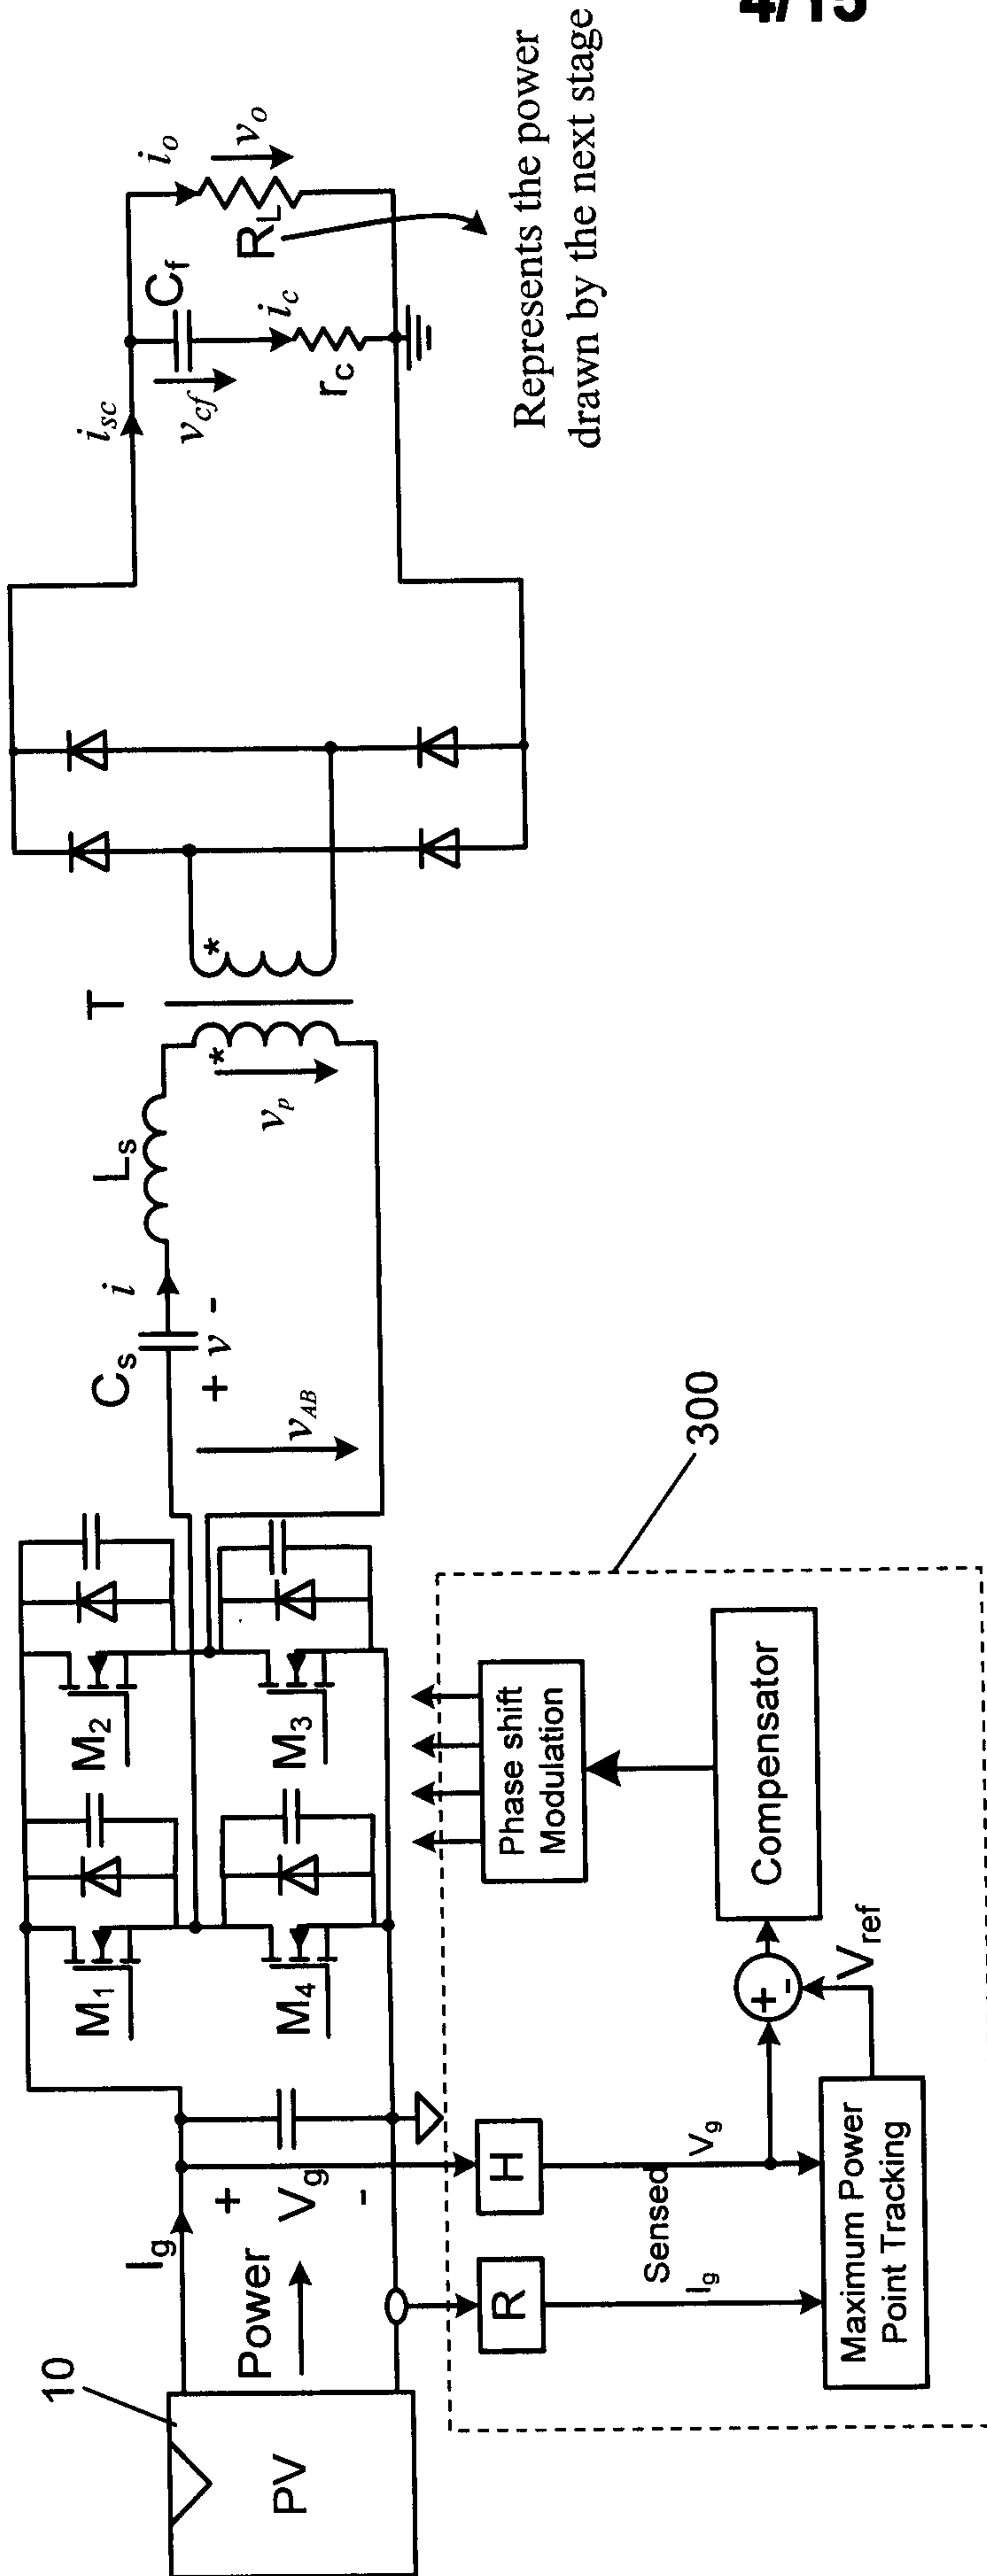 4/15
10
PV
Power
I_g
+
V_g
-
M_1
M_2
M_4
M_3
C_s
+ v -
i
v_AB
L_s
T
*
*
v_p
i_sc
C_f
v_cf
i_c
r_c
R_L
i_o
v_o
Represents the power
drawn by the next stage
300
R
H
Sensed
I_g
V_g
Maximum Power
Point Tracking
+
-
V_ref
Compensator
Phase shift
Modulation